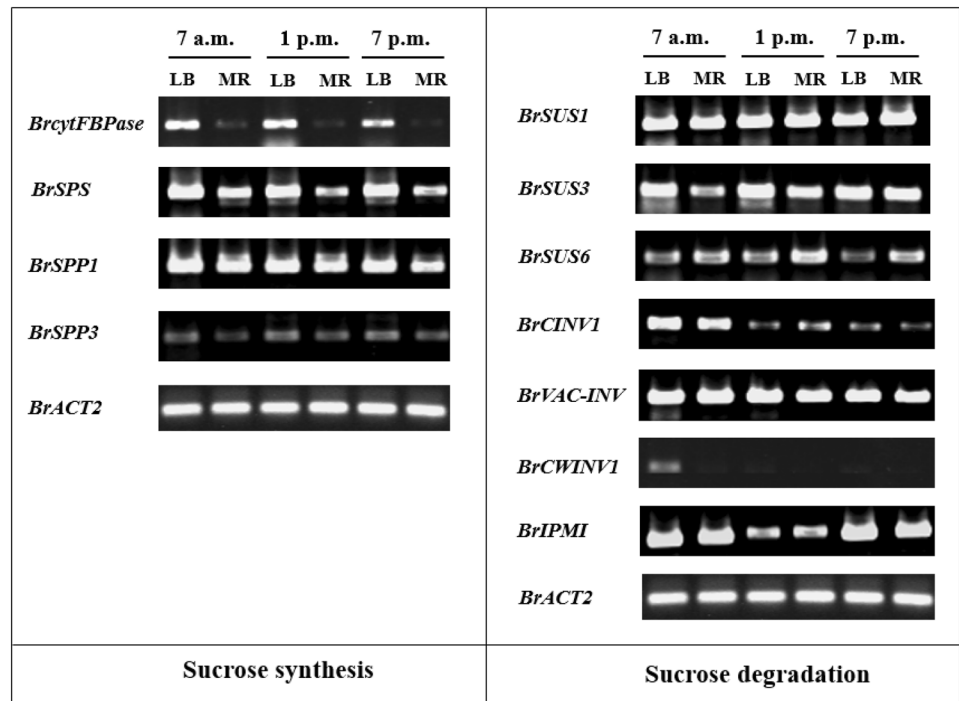 7 a.m. 1 p.m. 7 p.m.
LB MR LB MR LB MR
BrcytFBPase
BrSPS
BrSPP1
BrSPP3
BrACT2
Sucrose synthesis
7 a.m. 1 p.m. 7 p.m.
LB MR LB MR LB MR
BrSUS1
BrSUS3
BrSUS6
BrCINV1
BrVAC-INV
BrCWINV1
BrIPMI
BrACT2
Sucrose degradation